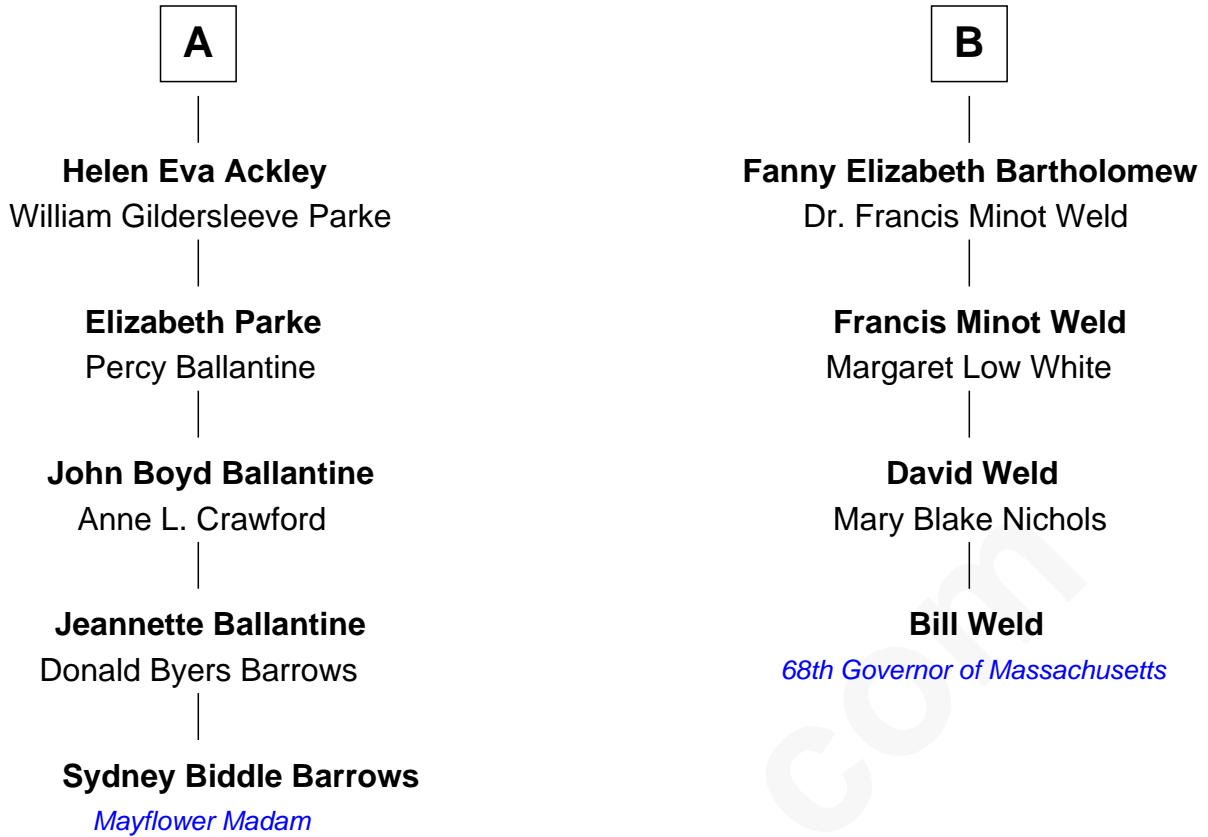 A
Helen Eva Ackley
William Gildersleeve Parke
Elizabeth Parke
Percy Ballantine
John Boyd Ballantine
Anne L. Crawford
Jeannette Ballantine
Donald Byers Barrows
Sydney Biddle Barrows
Mayflower Madam
B
Fanny Elizabeth Bartholomew
Dr. Francis Minot Weld
Francis Minot Weld
Margaret Low White
David Weld
Mary Blake Nichols
Bill Weld
68th Governor of Massachusetts
com